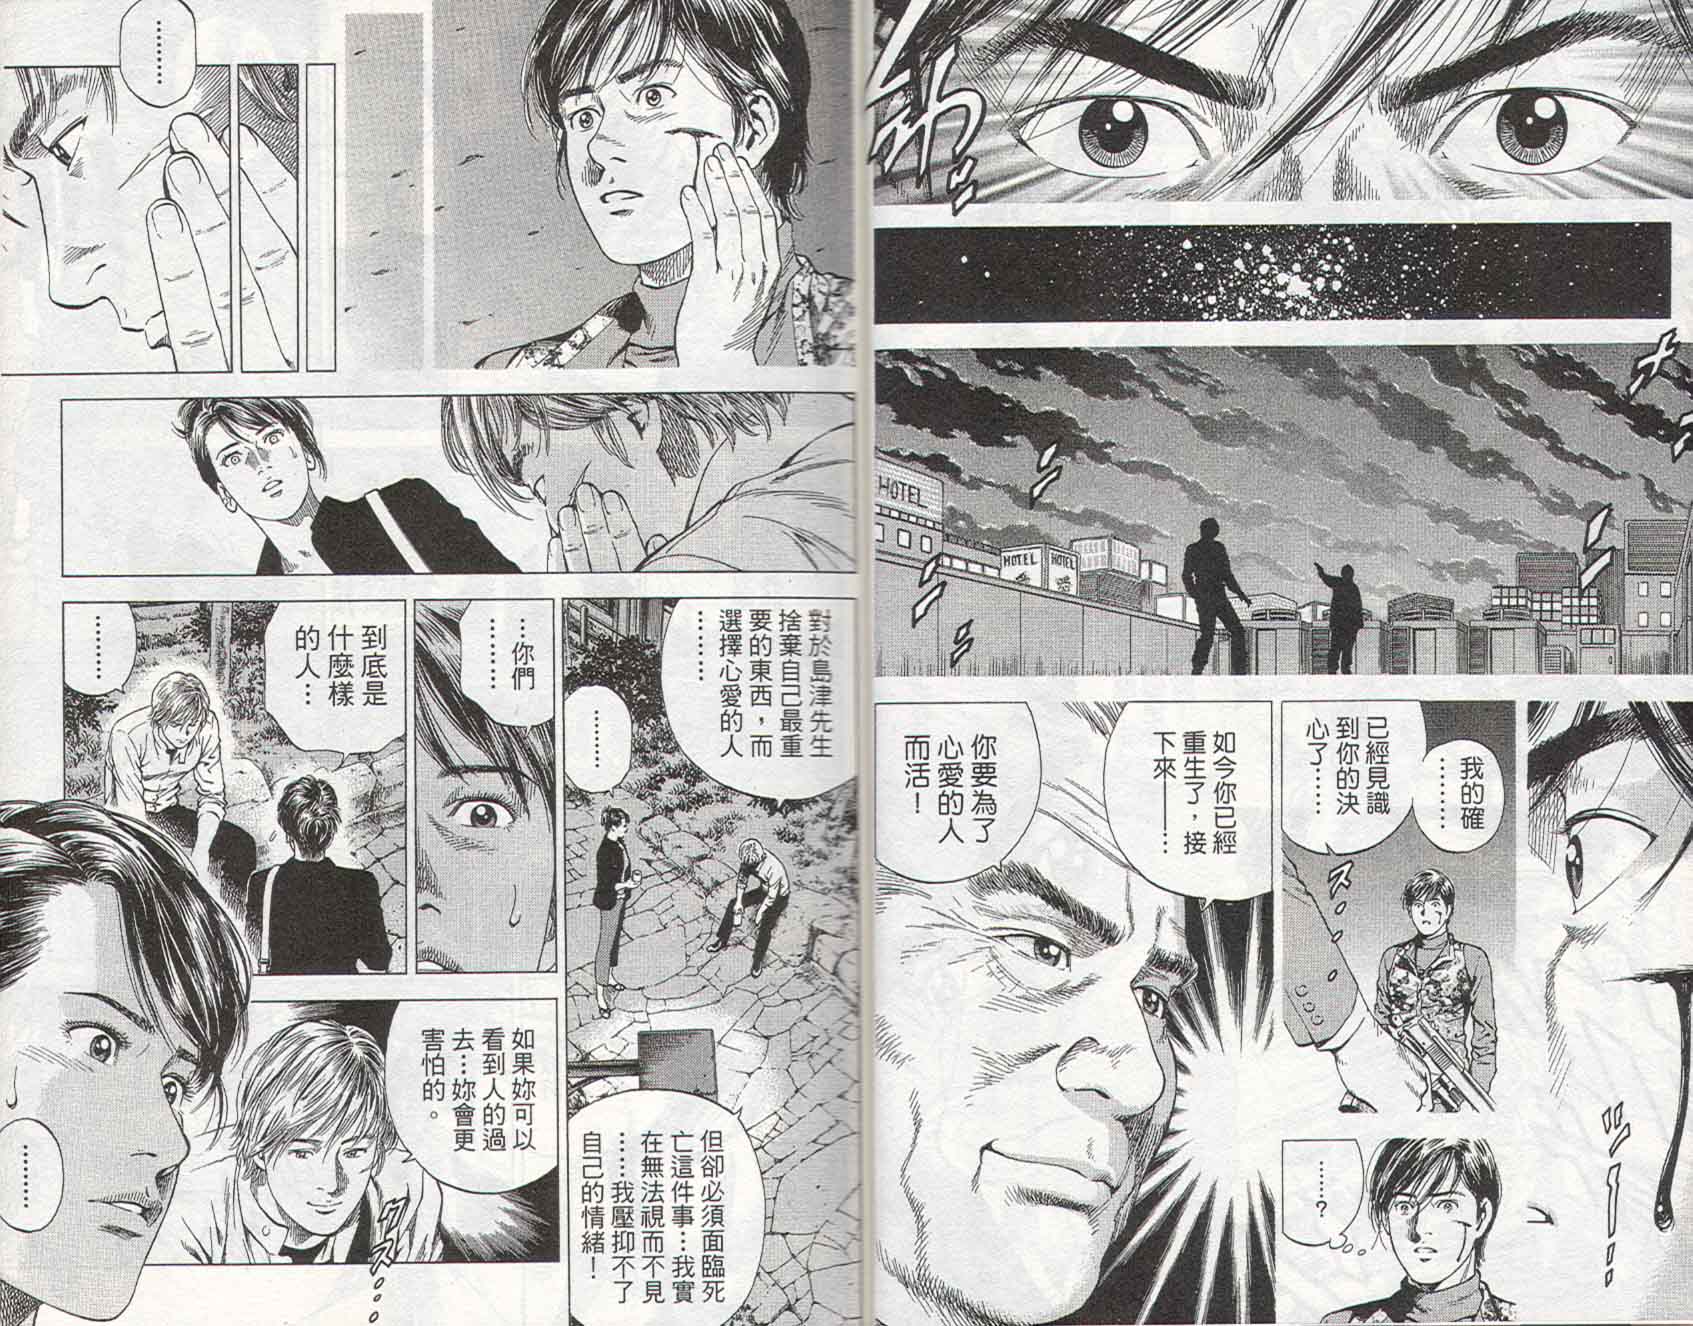 HOTEL
HOTEL
HOTEL
我的確
………
已經見識
到你的決
心了……
如今你已經
重生了，接
下來——
你要為了
心愛的人
而活！
……？
ス…
………
對於島津先生
捨棄自己最重
要的東西，而
選擇心愛的人
………
………
但卻必須面臨死
亡這件事…我實
在無法視而不見
……我壓抑不了
自己的情緒！
…你們
………
到底是
什麼樣
的人…
………
如果妳可以
看到人的過
去…妳會更
害怕的。
クス…
………